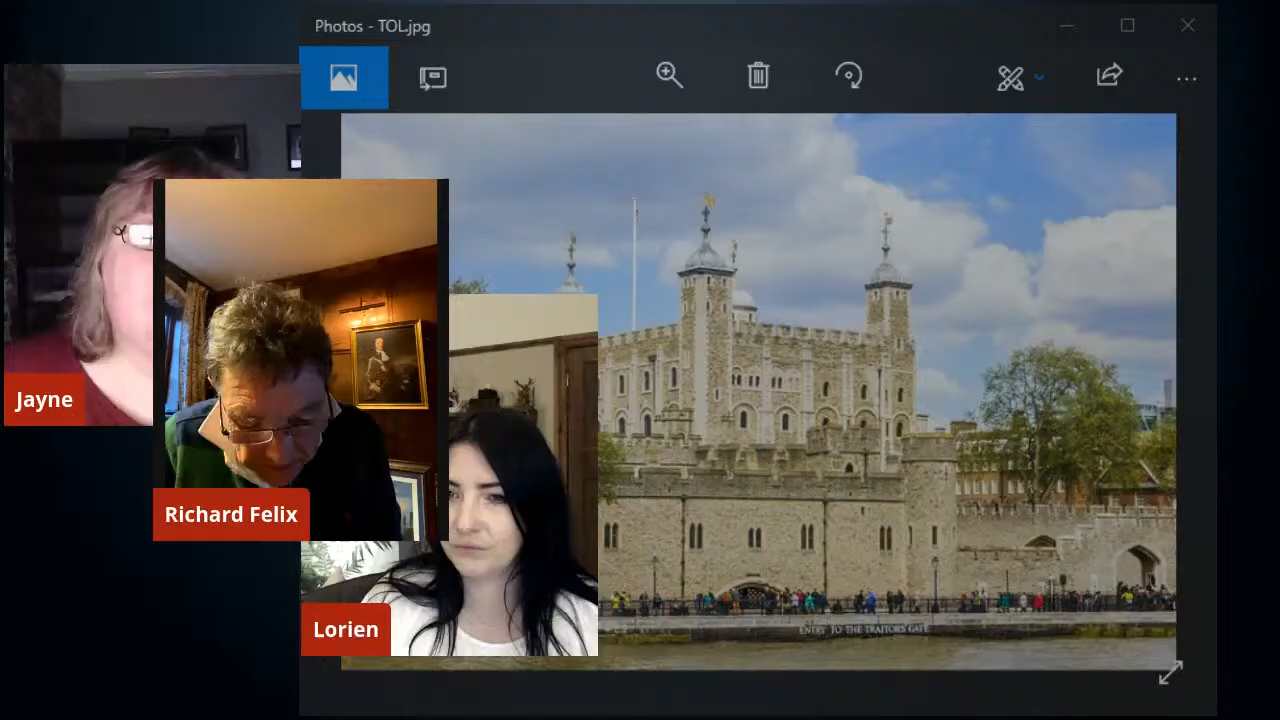 Photos - TOL.jpg
Jayne
Richard Felix
Lorien
ENTRY TO THE TRAITORS GATE